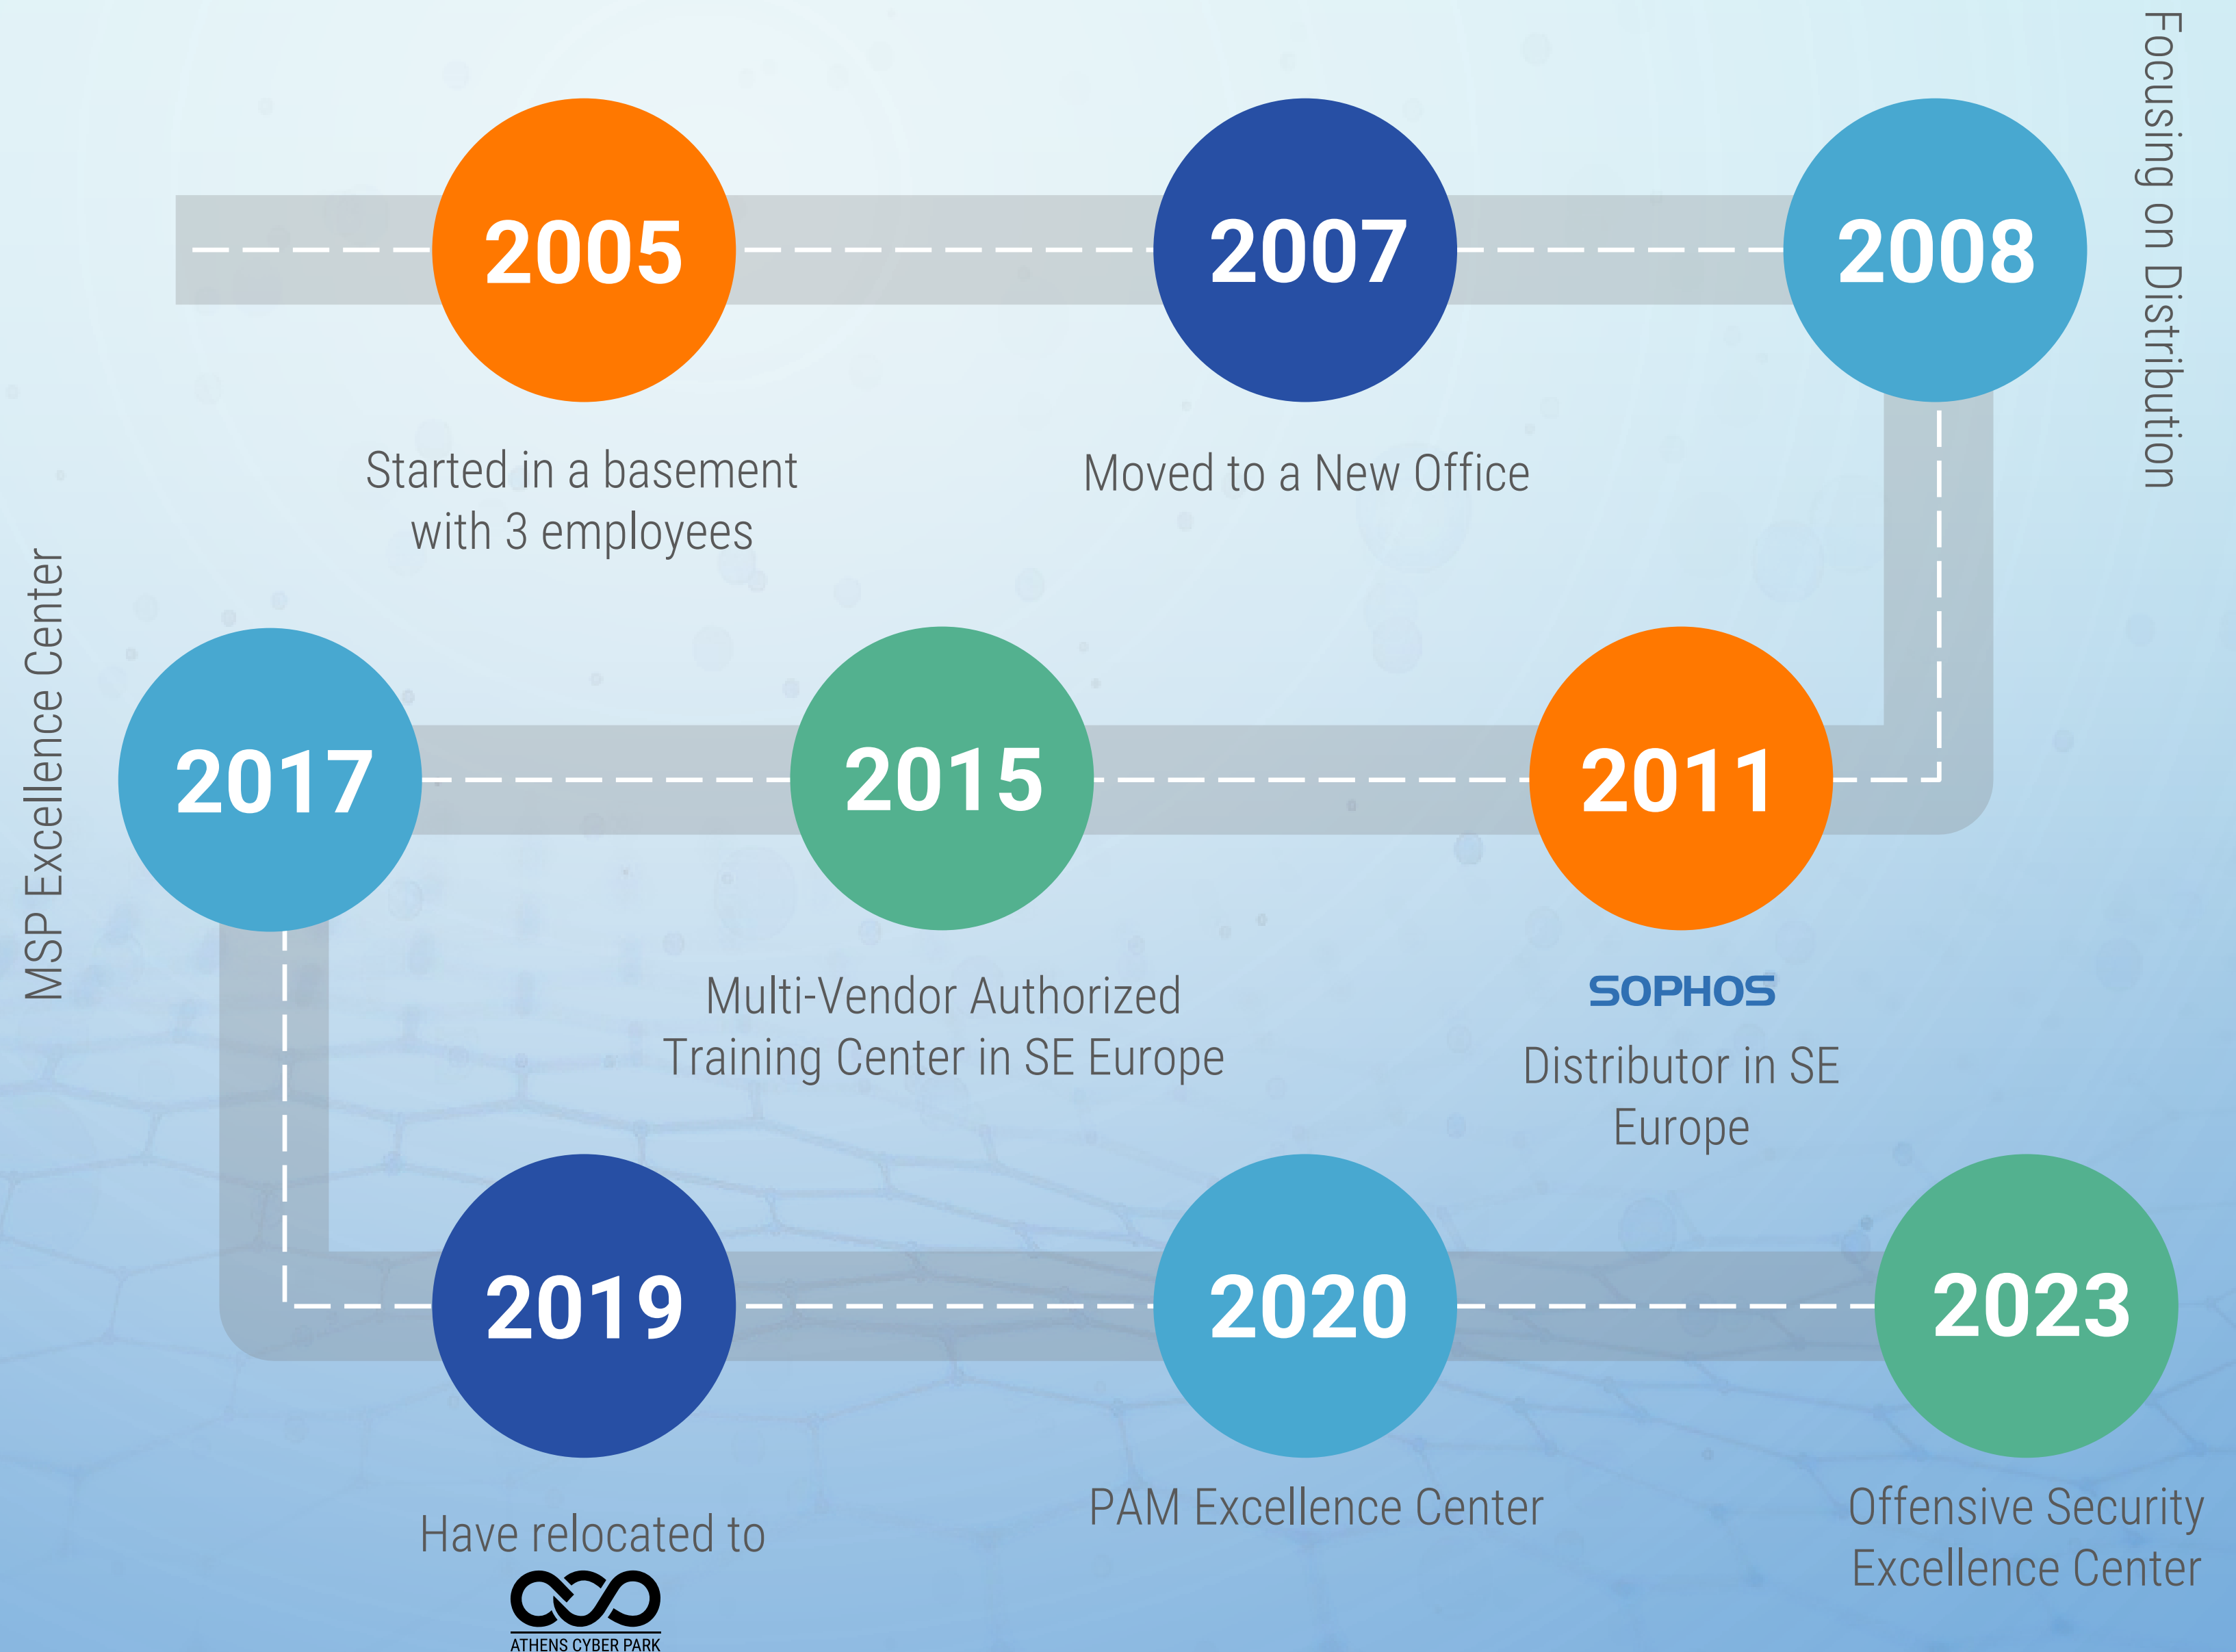 2005
Started in a basement
with 3 employees
2007
Moved to a New Office
2008
Focusing on Distribution
2011
SOPHOS
Distributor in SE
Europe
2015
Multi-Vendor Authorized
Training Center in SE Europe
2017
MSP Excellence Center
2019
Have relocated to
ATHENS CYBER PARK
2020
PAM Excellence Center
2023
Offensive Security
Excellence Center